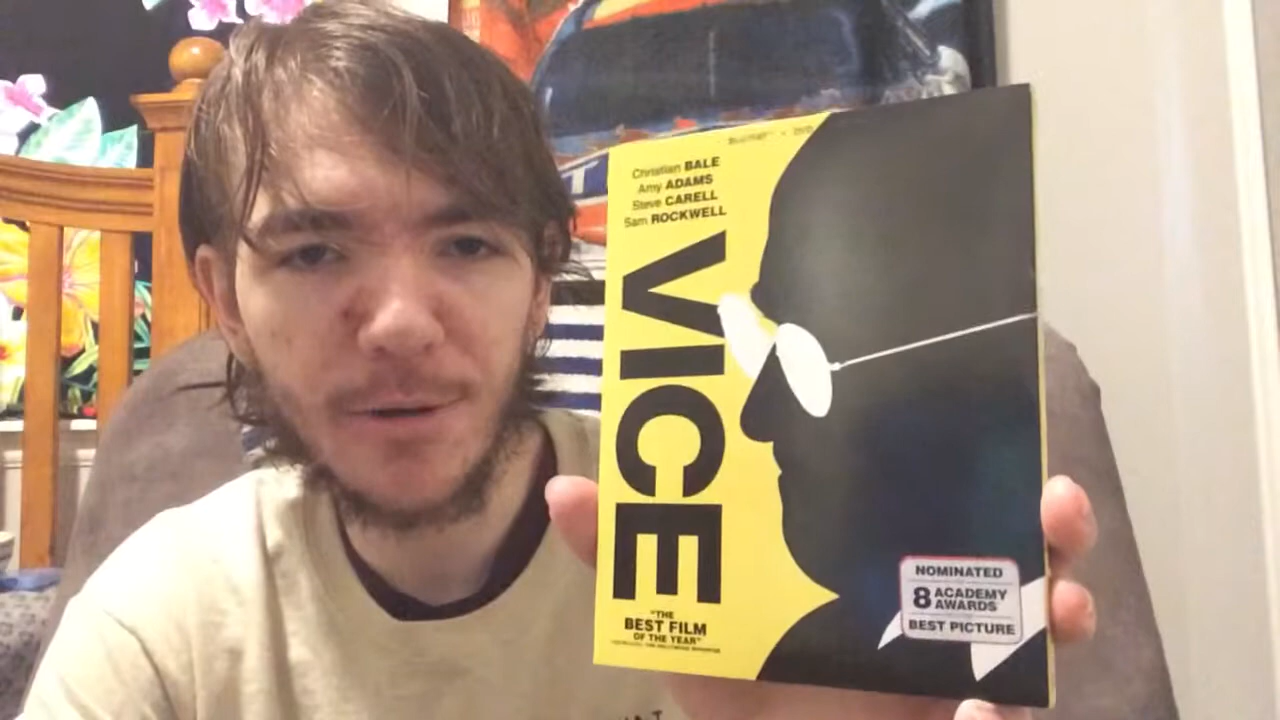 Christian BALE
Amy ADAMS
Steve CARELL
Sam ROCKWELL
VICE
"THE
BEST FILM
OF THE YEAR"
NOMINATED
8 ACADEMY
AWARDS
BEST PICTURE